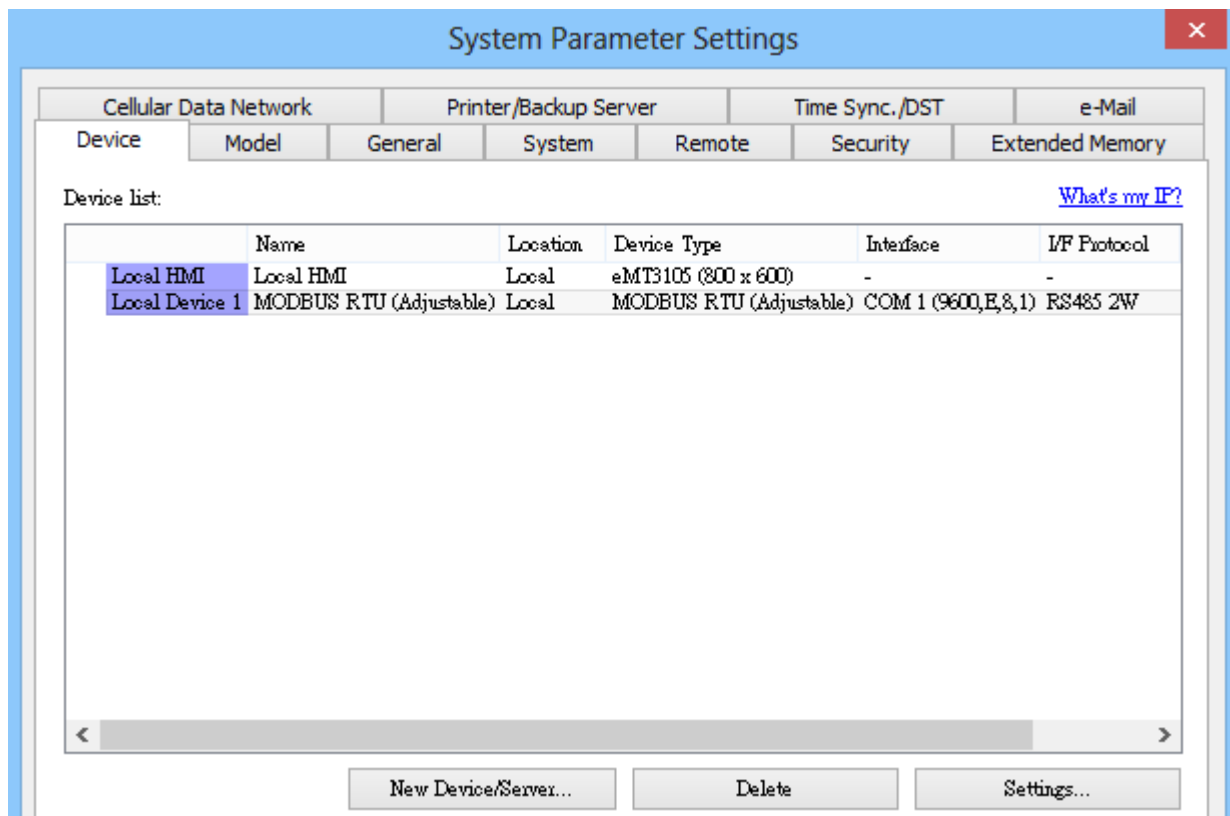 System Parameter Settings
Cellular Data Network Printer/Backup Server Time Sync./DST e-Mail
Device Model General System Remote Security Extended Memory
Device list: What's my IP?
Name Location Device Type Interface I/F Protocol
Local HMI Local HMI Local eMT3105 (800 x 600) - -
Local Device 1 MODBUS RTU (Adjustable) Local MODBUS RTU (Adjustable) COM 1 (9600,E,8,1) RS485 2W
New Device/Server... Delete Settings...